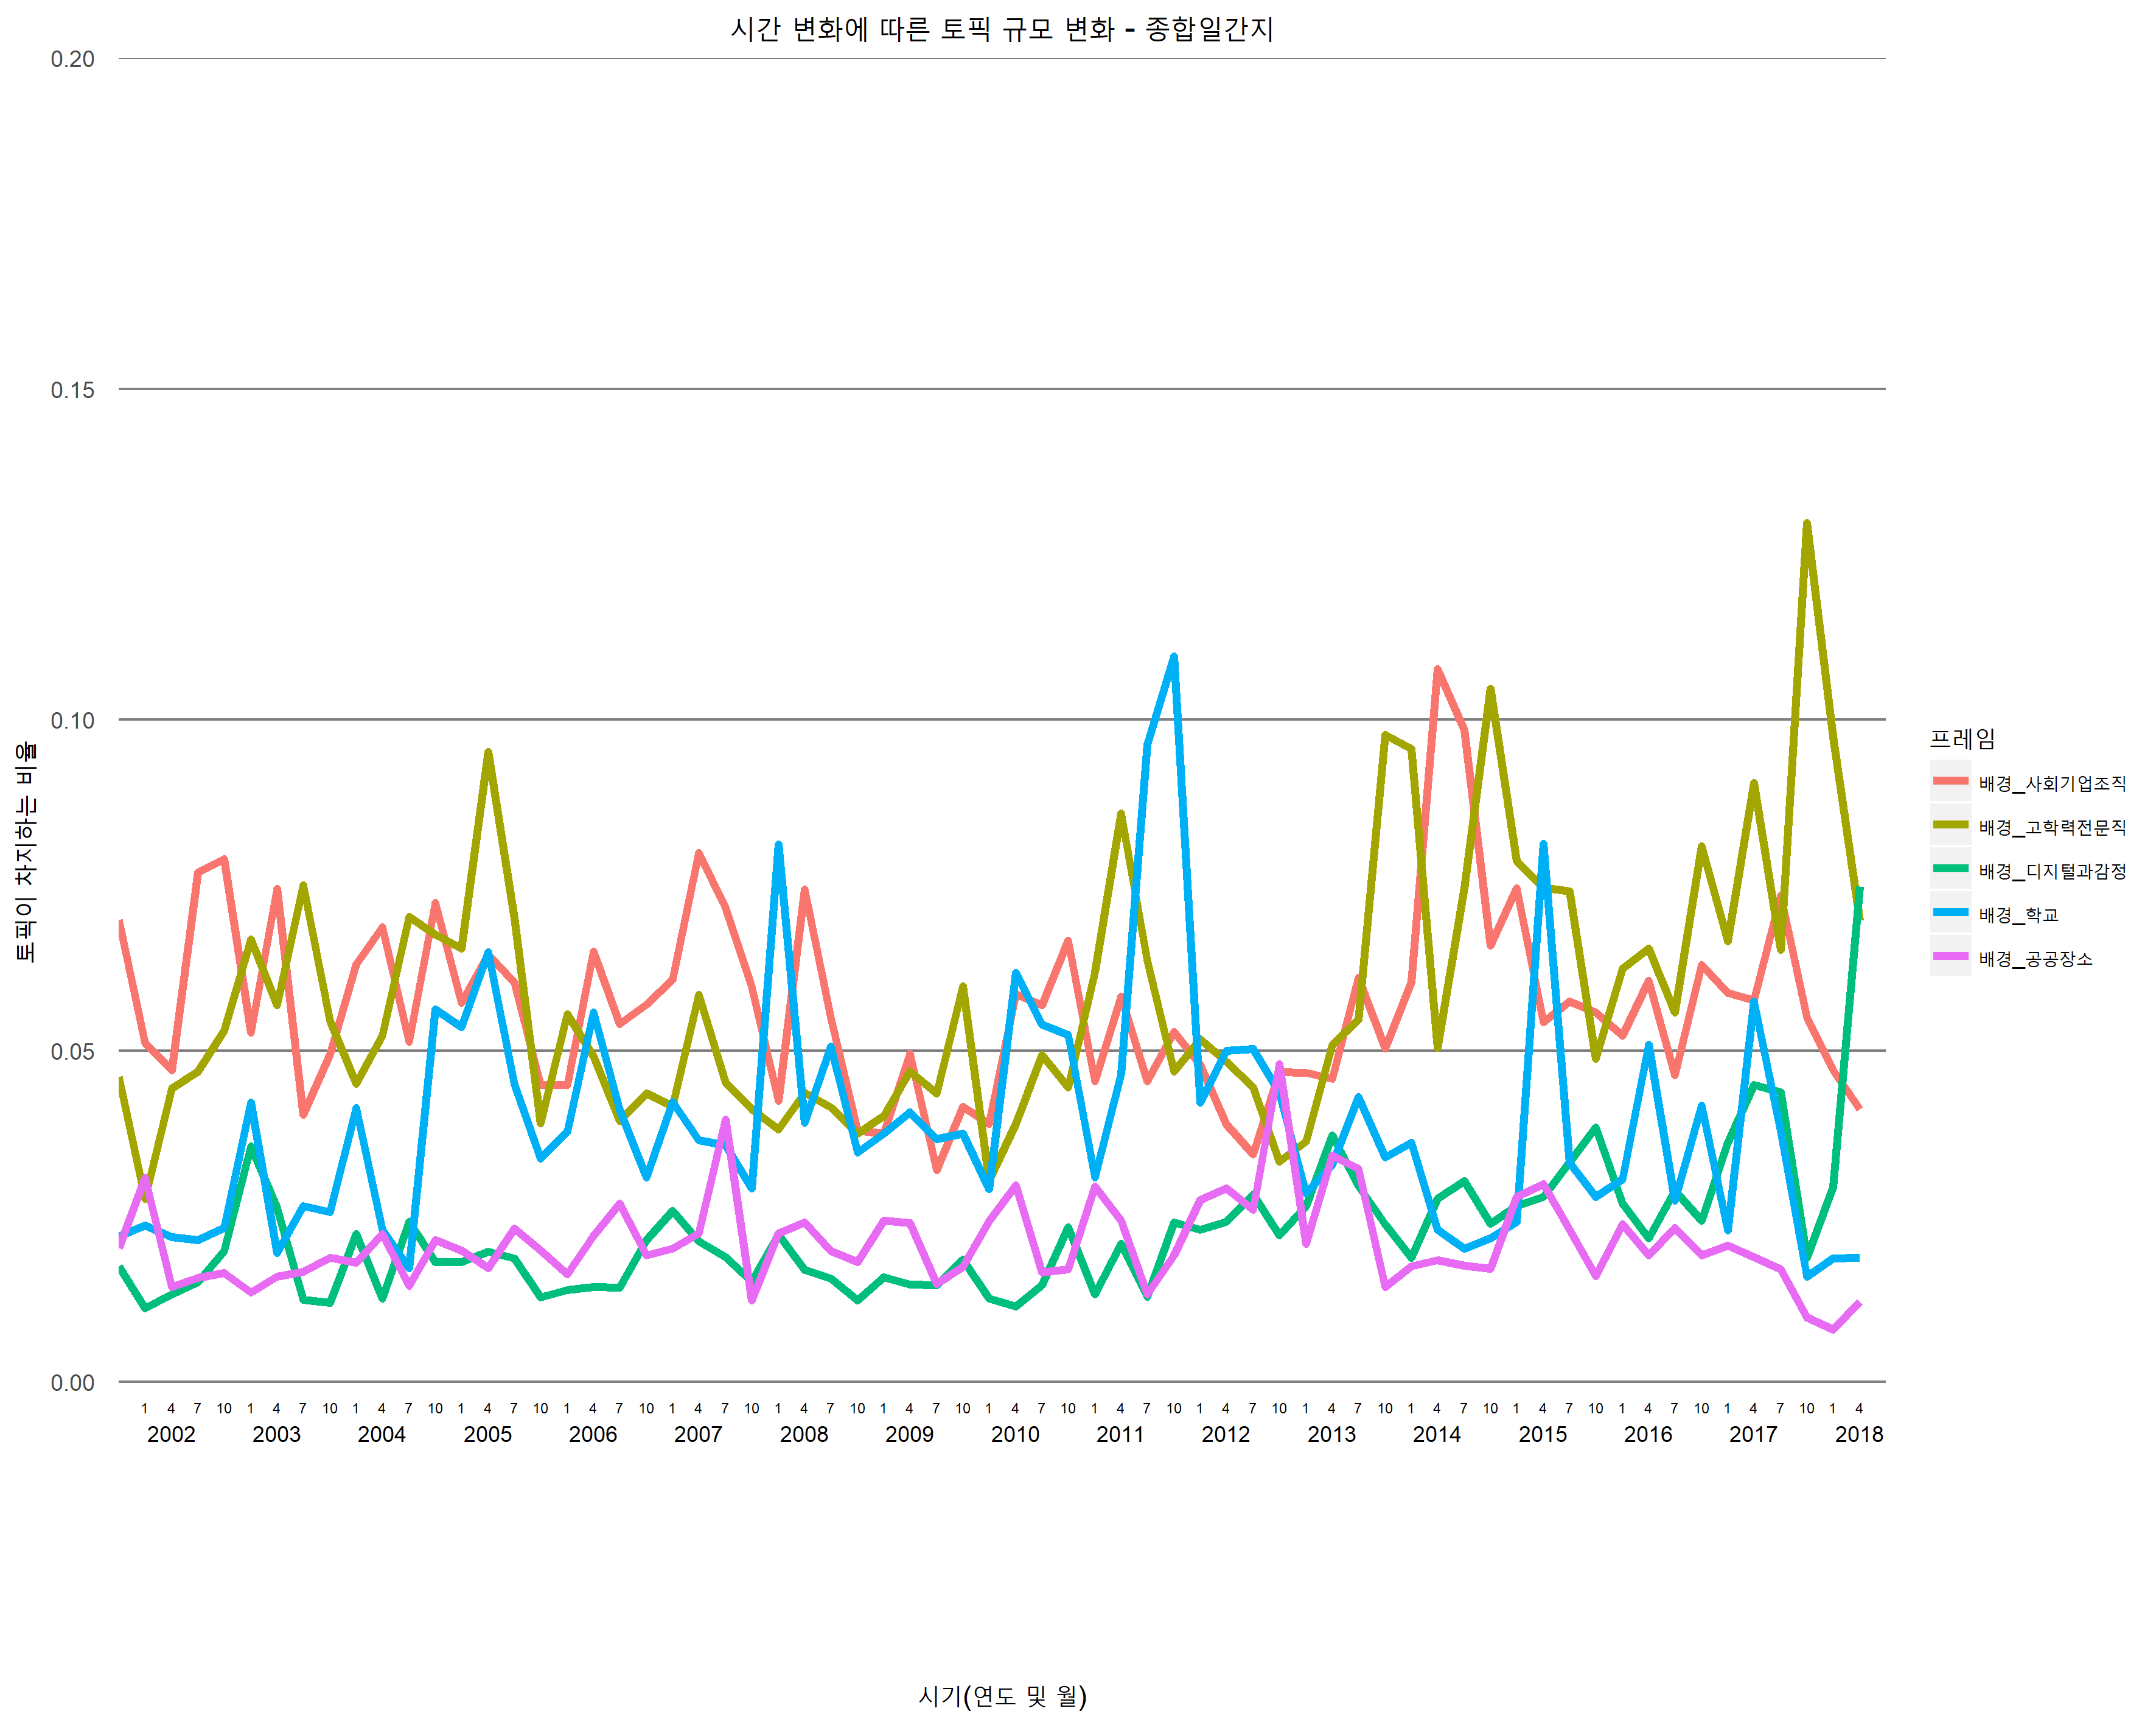 시간 변화에 따른 토픽 규모 변화 - 종합일간지
0.20
0.15
0.10
0.05
0.00
토픽이 차지하는 비율
1 4 7 10 1 4 7 10 1 4 7 10 1 4 7 10 1 4 7 10 1 4 7 10 1 4 7 10 1 4 7 10 1 4 7 10 1 4 7 10 1 4 7 10 1 4 7 10 1 4 7 10 1 4 7 10 1 4 7 10 1 4 7 10 1 4
2002 2003 2004 2005 2006 2007 2008 2009 2010 2011 2012 2013 2014 2015 2016 2017 2018
시기(연도 및 월)
프레임
배경_사회기업조직
배경_고학력전문직
배경_디지털과감정
배경_학교
배경_공공장소